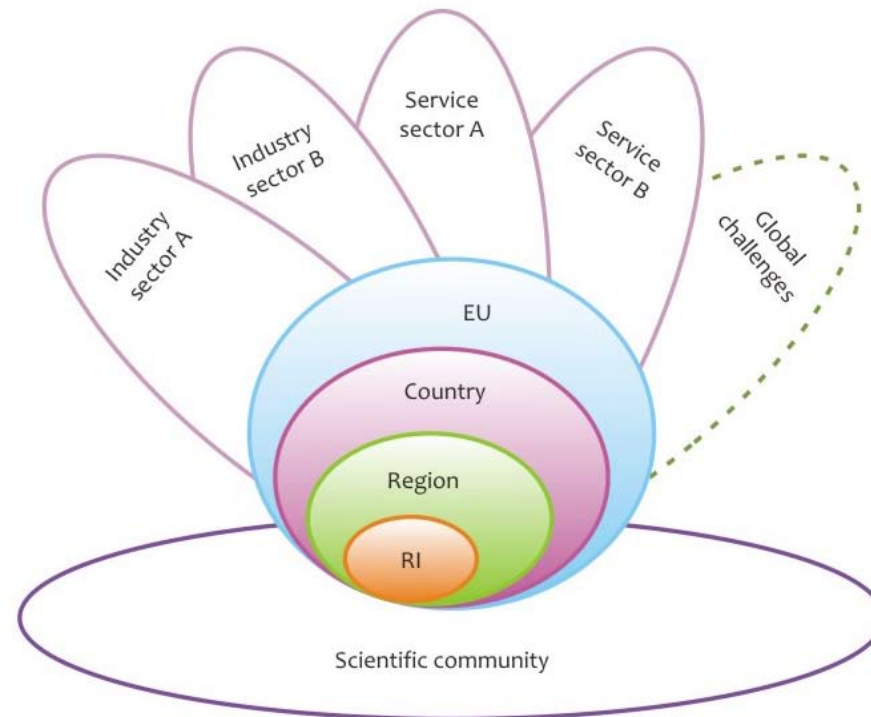 Service
sector A
Industry
sector B
Service
sector B
Industry
sector A
Global
challenges
EU
Country
Region
RI
Scientific community